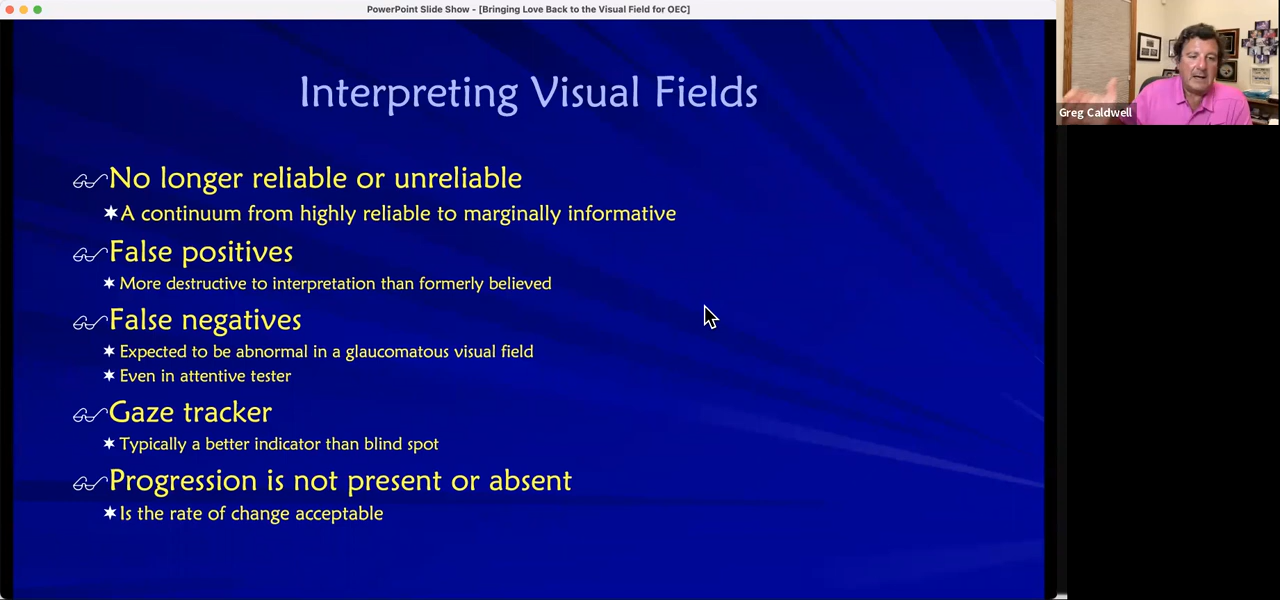 PowerPoint Slide Show - [Bringing Love Back to the Visual Field for OEC]
Interpreting Visual Fields
No longer reliable or unreliable
A continuum from highly reliable to marginally informative
False positives
More destructive to interpretation than formerly believed
False negatives
Expected to be abnormal in a glaucomatous visual field
Even in attentive tester
Gaze tracker
Typically a better indicator than blind spot
Progression is not present or absent
Is the rate of change acceptable
Greg Caldwell